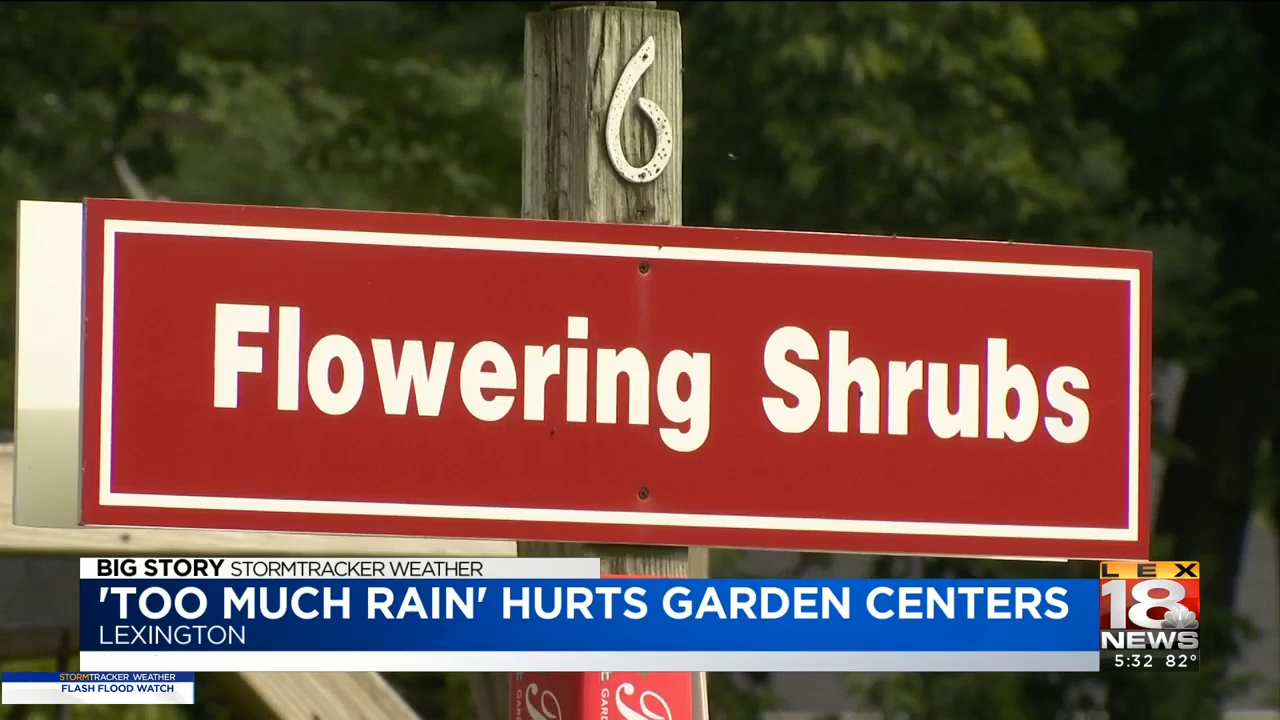 6
Flowering Shrubs
BIG STORY STORMTRACKER WEATHER
'TOO MUCH RAIN' HURTS GARDEN CENTERS
LEXINGTON
LEX
18
NEWS
5:32 82°
STORMTRACKER WEATHER
FLASH FLOOD WATCH